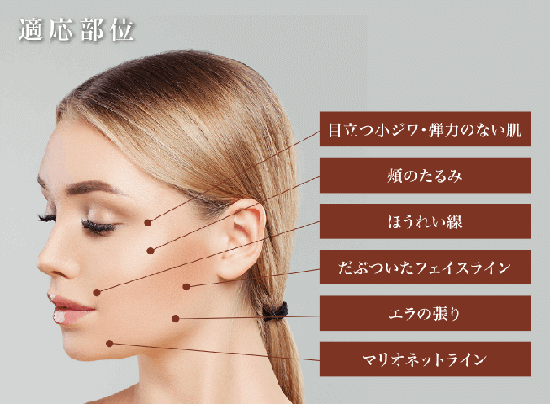 適応部位
目立つ小ジワ・弾力のない肌
頬のたるみ
ほうれい線
だぶついたフェイスライン
エラの張り
マリオネットライン